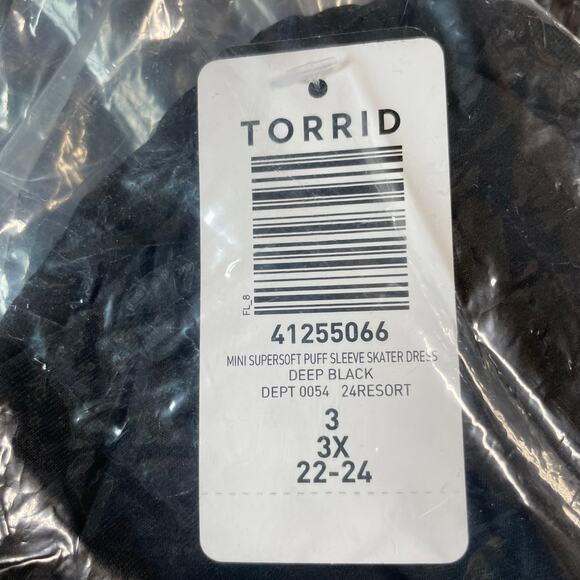 TORRID
FL_8
41255066
MINI SUPERSOFT PUFF SLEEVE SKATER DRESS
DEEP BLACK
DEPT 0054 24RESORT
3
3X
22-24